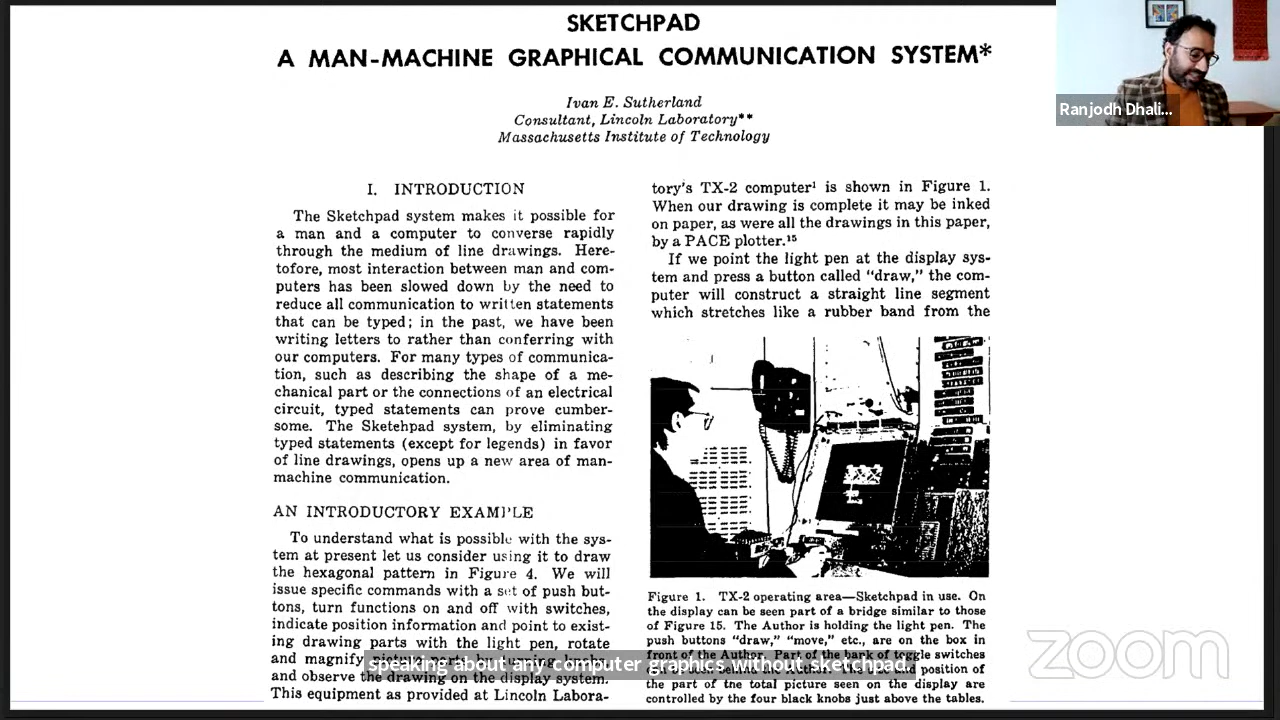 SKETCHPAD
A MAN-MACHINE GRAPHICAL COMMUNICATION SYSTEM*
Ivan E. Sutherland
Consultant, Lincoln Laboratory**
Massachusetts Institute of Technology
I. INTRODUCTION
The Sketchpad system makes it possible for
a man and a computer to converse rapidly
through the medium of line drawings. Here-
tofore, most interaction between man and com-
puters has been slowed down by the need to
reduce all communication to written statements
that can be typed; in the past, we have been
writing letters to rather than conferring with
our computers. For many types of communica-
tion, such as describing the shape of a me-
chanical part or the connections of an electrical
circuit, typed statements can prove cumber-
some. The Sketchpad system, by eliminating
typed statements (except for legends) in favor
of line drawings, opens up a new area of man-
machine communication.
AN INTRODUCTORY EXAMPLE
To understand what is possible with the sys-
tem at present let us consider using it to draw
the hexagonal pattern in Figure 4. We will
issue specific commands with a set of push but-
tons, turn functions on and off with switches,
indicate position information and point to exist-
ing drawing parts with the light pen, rotate
and magnify
and observe the drawing on the display system.
This equipment as provided at Lincoln Labora-
tory's TX-2 computer¹ is shown in Figure 1.
When our drawing is complete it may be inked
on paper, as were all the drawings in this paper,
by a PACE plotter.¹⁵
If we point the light pen at the display sys-
tem and press a button called "draw," the com-
puter will construct a straight line segment
which stretches like a rubber band from the
Figure 1. TX-2 operating area—Sketchpad in use. On
the display can be seen part of a bridge similar to those
of Figure 15. The Author is holding the light pen. The
push buttons "draw," "move," etc., are on the box in
front of the Author. Part of the bank of toggle switches
and position of
the part of the total picture seen on the display are
controlled by the four black knobs just above the tables.
speaking about any computer graphics without sketchpad.
Ranjodh Dhali...
zoom